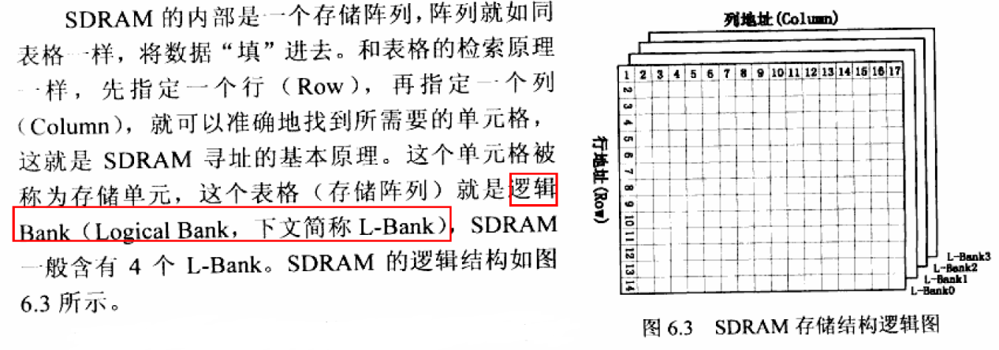 SDRAM 的内部是一个存储阵列，阵列就如同
表格一样，将数据“填”进去。和表格的检索原理
一样，先指定一个行（Row），再指定一个列
（Column），就可以准确地找到所需要的单元格，
这就是 SDRAM 寻址的基本原理。这个单元格被
称为存储单元，这个表格（存储阵列）就是逻辑
Bank（Logical Bank，下文简称 L-Bank），SDRAM
一般含有 4 个 L-Bank。SDRAM 的逻辑结构如图
6.3 所示。
列地址(Column)
1 2 3 4 5 6 7 8 9 10 11 12 13 14 15 16 17
2
3
4
5
6
7
8
9
10
11
12
13
14
行地址(Row)
L-Bank3
L-Bank2
L-Bank1
L-Bank0
图 6.3 SDRAM 存储结构逻辑图